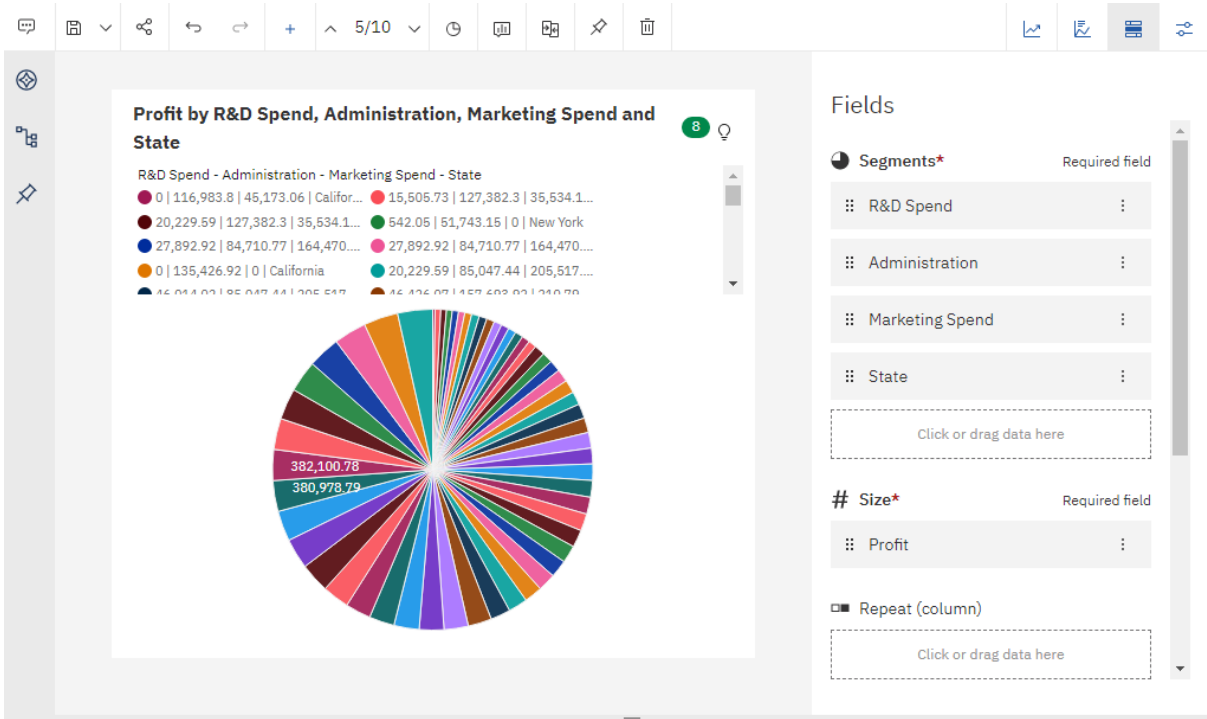 5/10
Profit by R&D Spend, Administration, Marketing Spend and
State
8
R&D Spend - Administration - Marketing Spend - State
0 | 116,983.8 | 45,173.06 | Califor...
15,505.73 | 127,382.3 | 35,534.1...
20,229.59 | 127,382.3 | 35,534.1...
542.05 | 51,743.15 | 0 | New York
27,892.92 | 84,710.77 | 164,470....
27,892.92 | 84,710.77 | 164,470....
0 | 135,426.92 | 0 | California
20,229.59 | 85,047.44 | 205,517....
382,100.78
380,978.79
Fields
Segments* Required field
R&D Spend
Administration
Marketing Spend
State
Click or drag data here
# Size* Required field
Profit
Repeat (column)
Click or drag data here